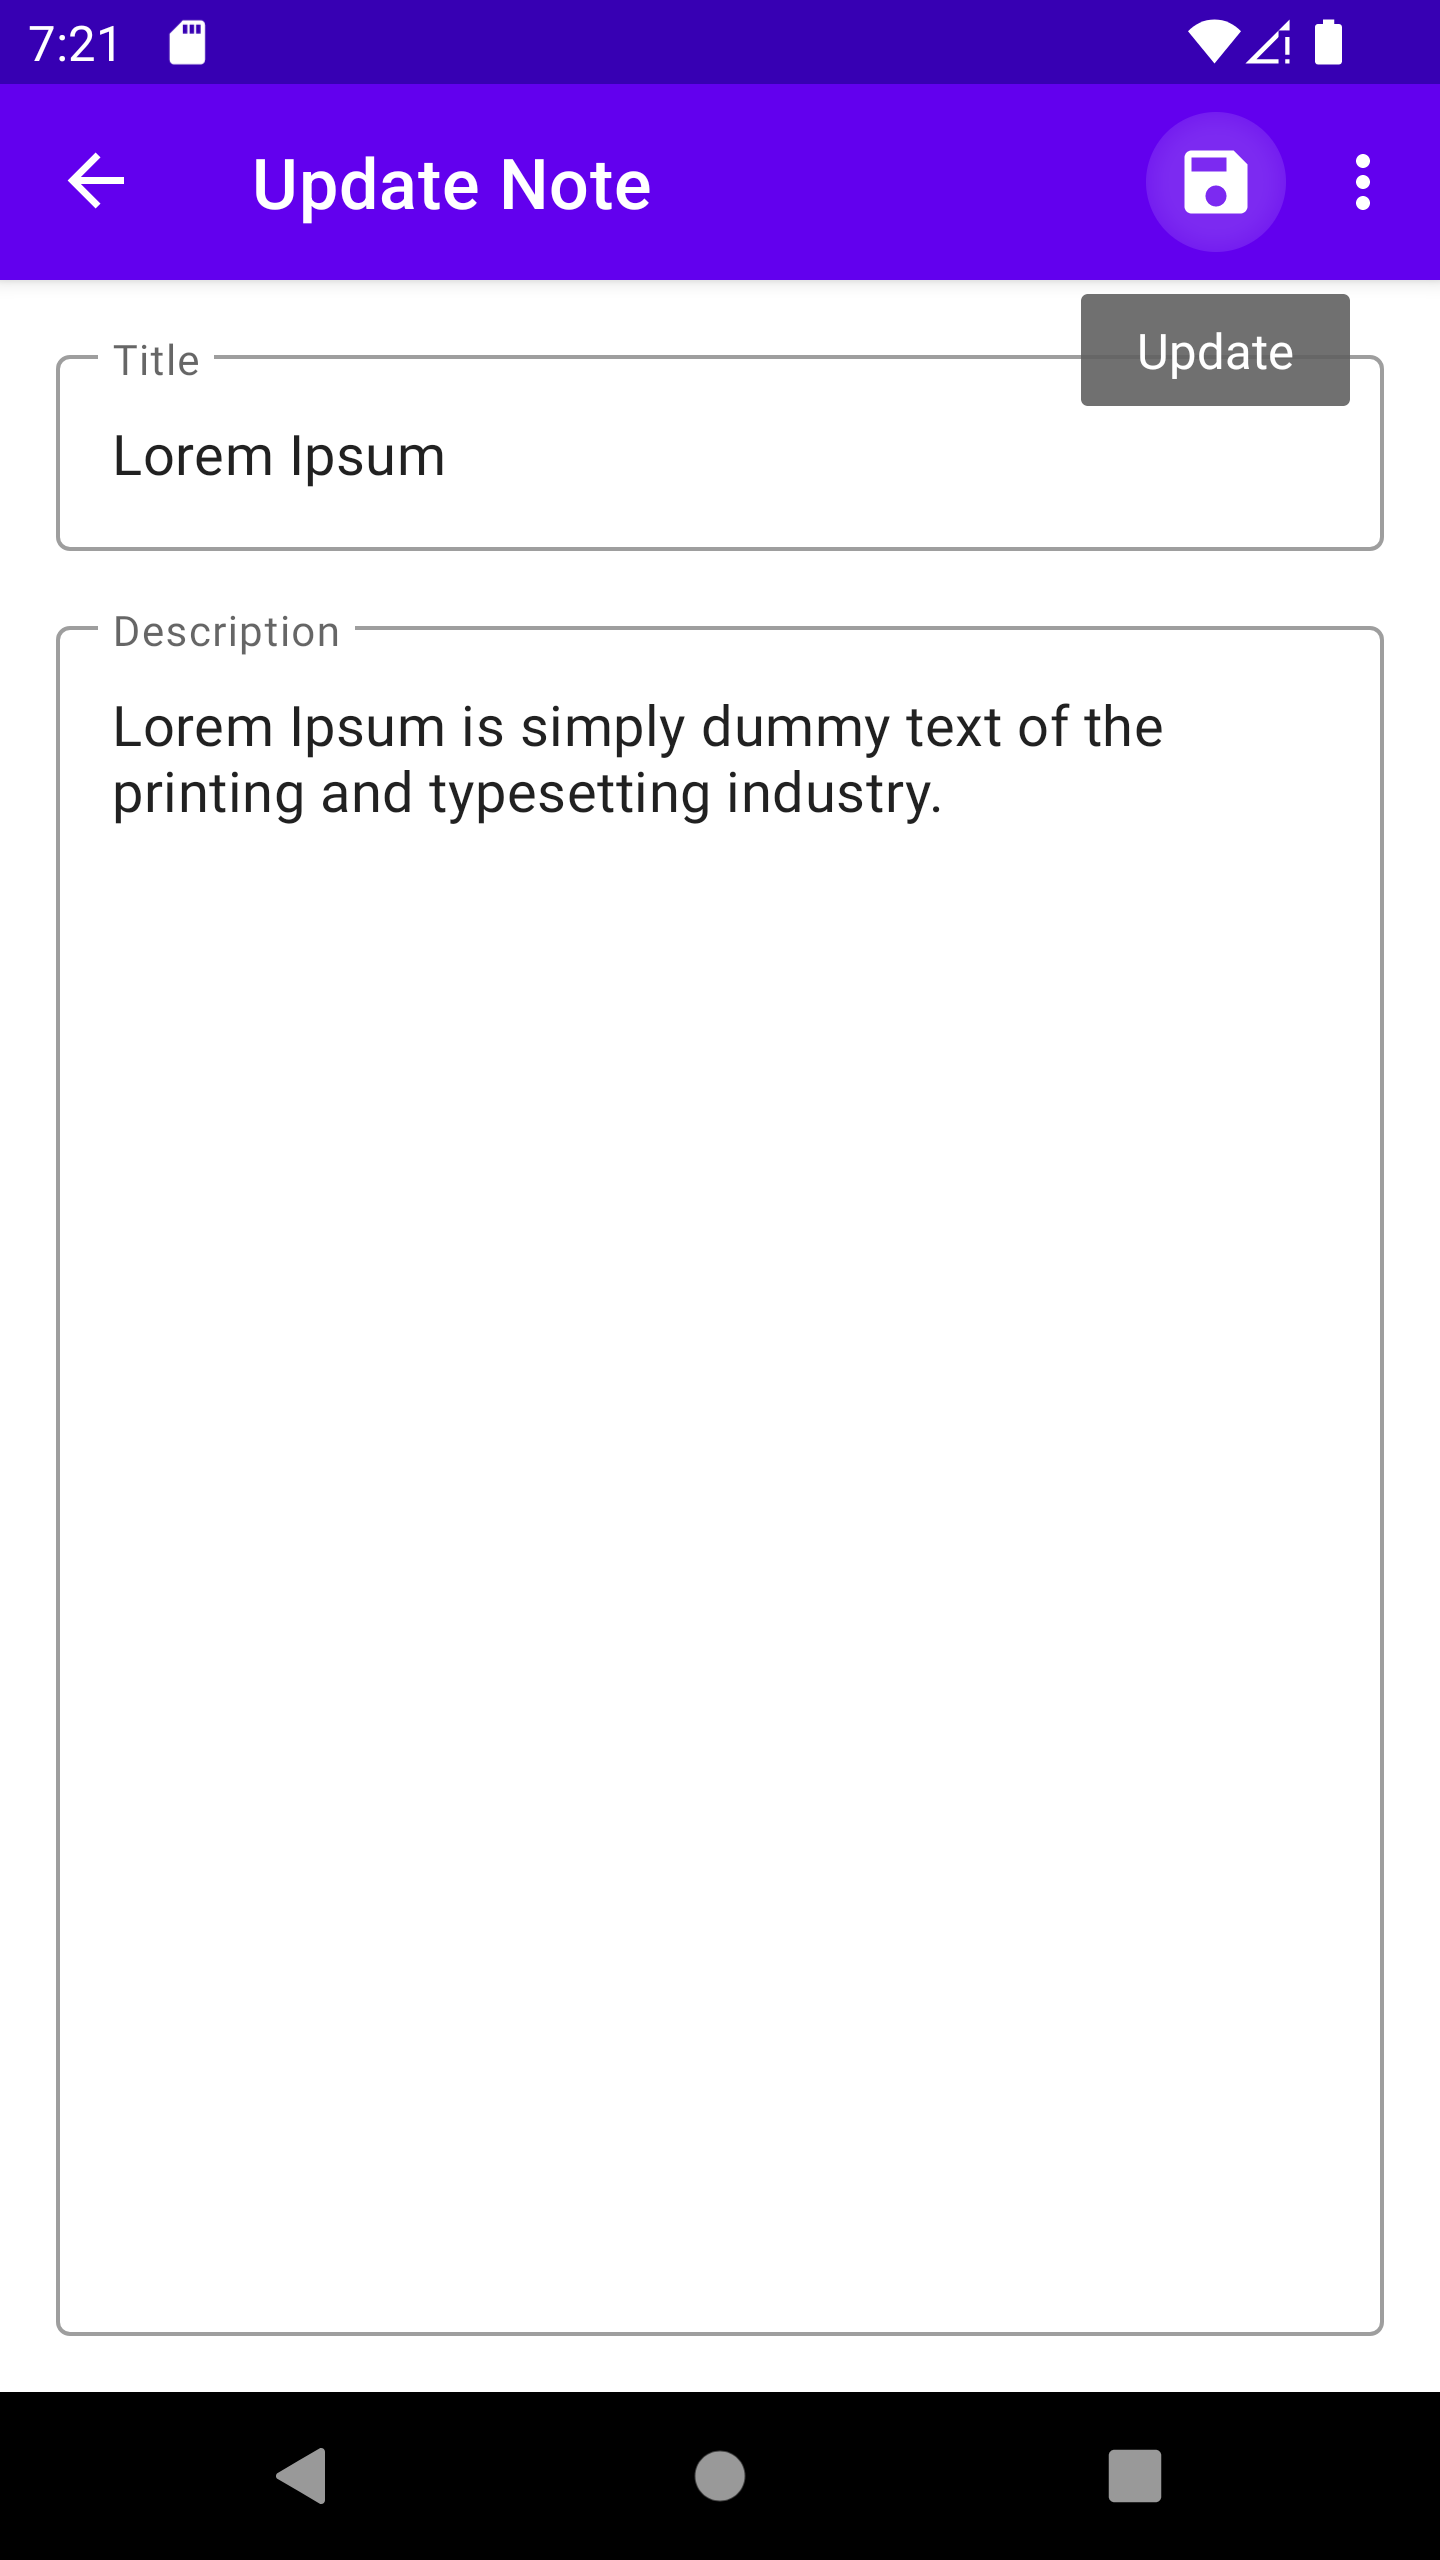 7:21
Update Note
Update
Title
Lorem Ipsum
Description
Lorem Ipsum is simply dummy text of the
printing and typesetting industry.